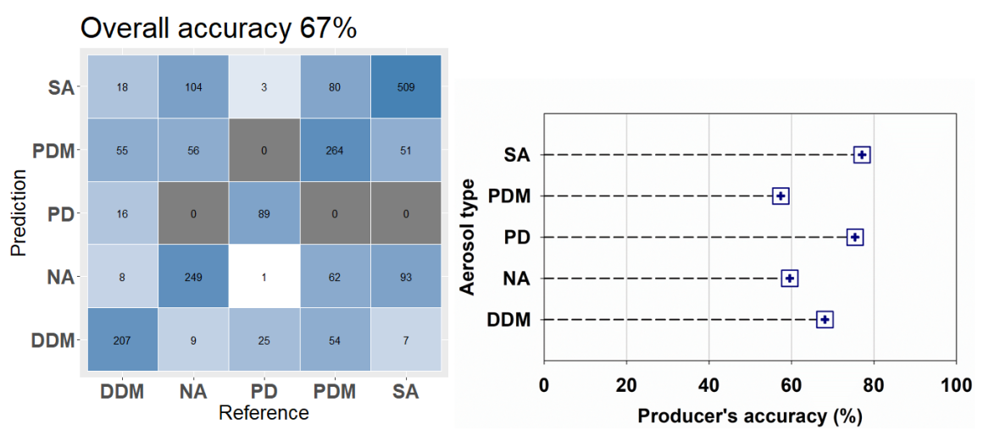 Overall accuracy 67%
Prediction
SA 18 104 3 80 509
PDM 55 56 0 264 51
PD 16 0 89 0 0
NA 8 249 1 62 93
DDM 207 9 25 54 7
DDM NA PD PDM SA
Reference
Aerosol type
SA
PDM
PD
NA
DDM
0 20 40 60 80 100
Producer's accuracy (%)